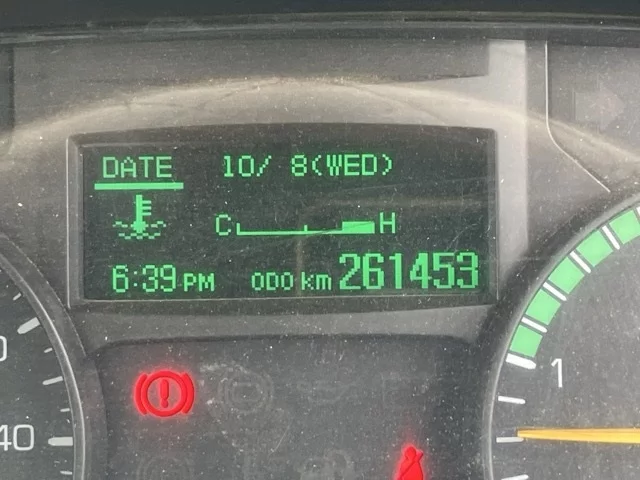 DATE 10/ 8(WED)
C H
6:39 PM ODO km 261453
1
40